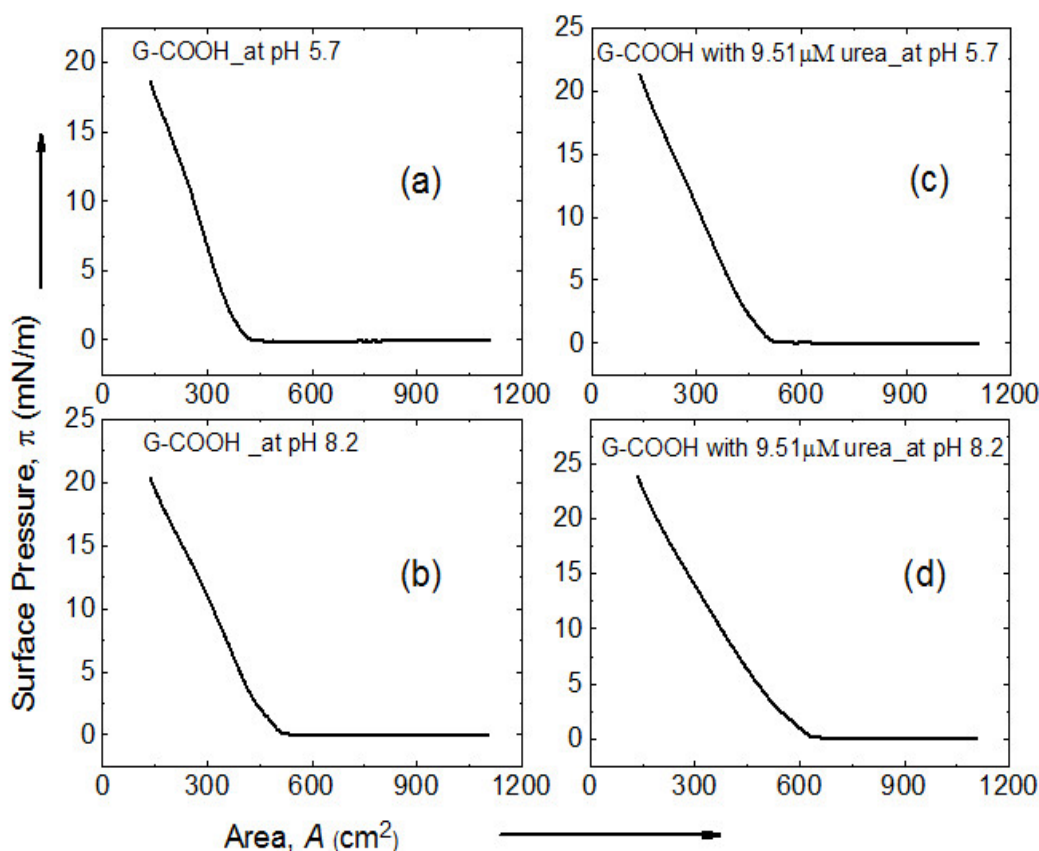 Surface Pressure, π (mN/m)
G-COOH_at pH 5.7
(a)
20
15
10
5
0
0 300 600 900 1200
G-COOH with 9.51μM urea_at pH 5.7
(c)
25
20
15
10
5
0
0 300 600 900 1200
G-COOH _at pH 8.2
(b)
25
20
15
10
5
0
0 300 600 900 1200
G-COOH with 9.51μM urea_at pH 8.2
(d)
25
20
15
10
5
0
0 300 600 900 1200
Area, A (cm²)